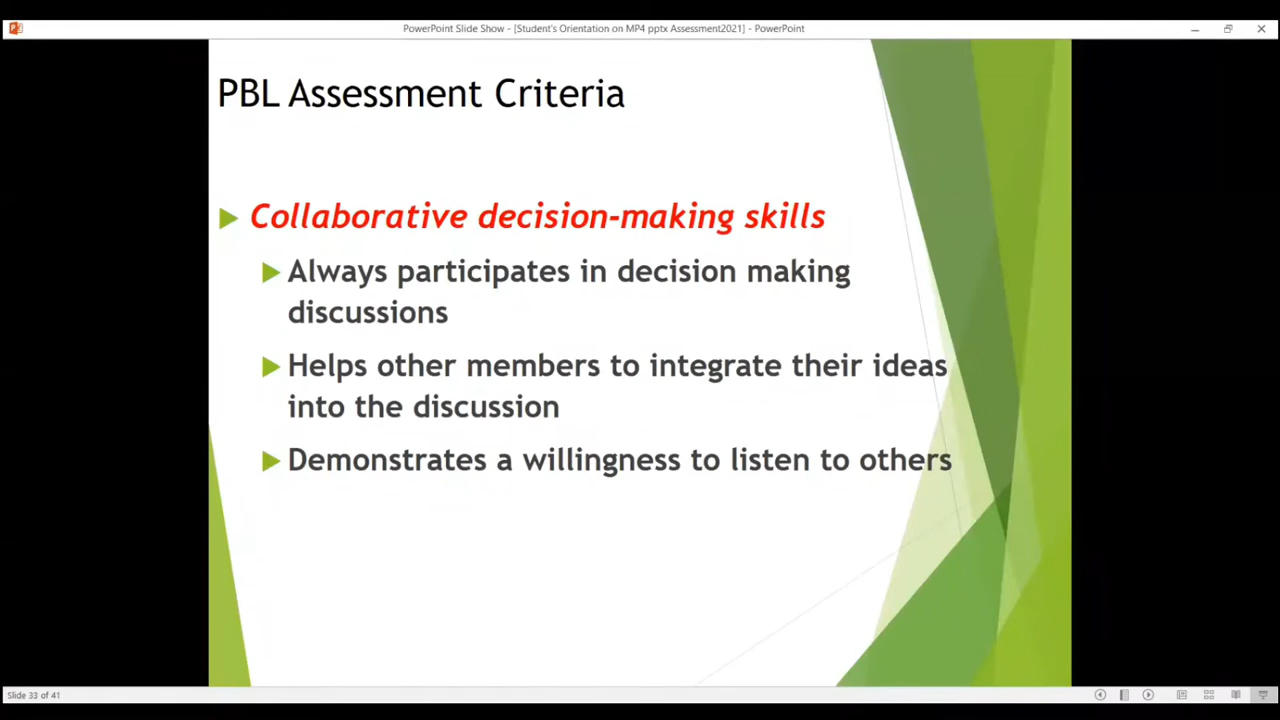 PowerPoint Slide Show - [Student's Orientation on MP4 pptx Assessment2021] - PowerPoint
PBL Assessment Criteria
Collaborative decision-making skills
Always participates in decision making
discussions
Helps other members to integrate their ideas
into the discussion
Demonstrates a willingness to listen to others
Slide 33 of 41